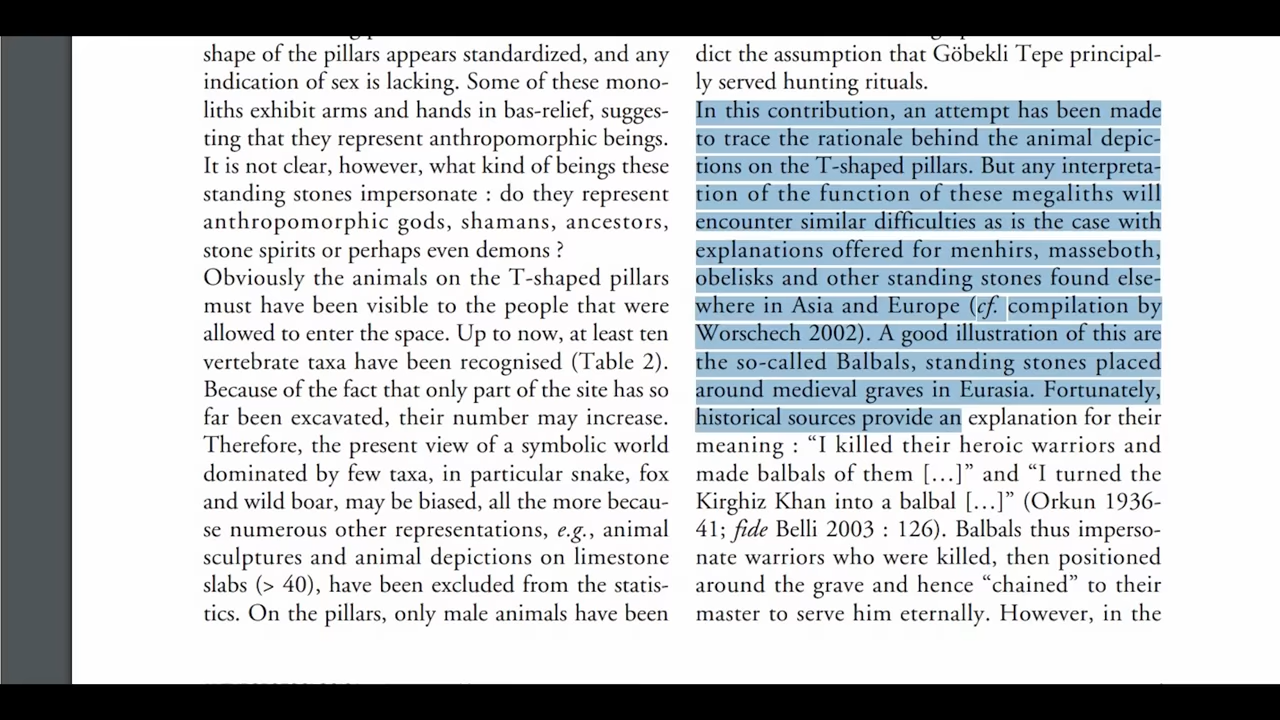 shape of the pillars appears standardized, and any
indication of sex is lacking. Some of these mono-
liths exhibit arms and hands in bas-relief, sugges-
ting that they represent anthropomorphic beings.
It is not clear, however, what kind of beings these
standing stones impersonate : do they represent
anthropomorphic gods, shamans, ancestors,
stone spirits or perhaps even demons ?
Obviously the animals on the T-shaped pillars
must have been visible to the people that were
allowed to enter the space. Up to now, at least ten
vertebrate taxa have been recognised (Table 2).
Because of the fact that only part of the site has so
far been excavated, their number may increase.
Therefore, the present view of a symbolic world
dominated by few taxa, in particular snake, fox
and wild boar, may be biased, all the more becau-
se numerous other representations, e.g., animal
sculptures and animal depictions on limestone
slabs (> 40), have been excluded from the statis-
tics. On the pillars, only male animals have been
dict the assumption that Göbekli Tepe principal-
ly served hunting rituals.
In this contribution, an attempt has been made
to trace the rationale behind the animal depic-
tions on the T-shaped pillars. But any interpreta-
tion of the function of these megaliths will
encounter similar difficulties as is the case with
explanations offered for menhirs, masseboth,
obelisks and other standing stones found else-
where in Asia and Europe (cf. compilation by
Worschech 2002). A good illustration of this are
the so-called Balbals, standing stones placed
around medieval graves in Eurasia. Fortunately,
historical sources provide an explanation for their
meaning : “I killed their heroic warriors and
made balbals of them […]” and “I turned the
Kirghiz Khan into a balbal […]” (Orkun 1936-
41; fide Belli 2003 : 126). Balbals thus imperso-
nate warriors who were killed, then positioned
around the grave and hence “chained” to their
master to serve him eternally. However, in the